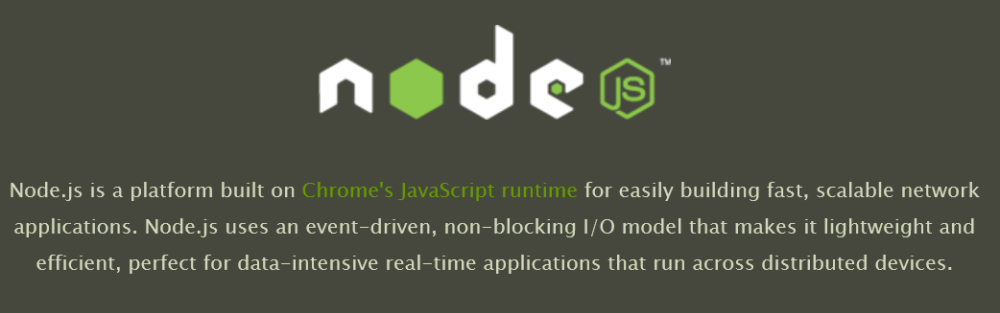 node JS ™
Node.js is a platform built on Chrome's JavaScript runtime for easily building fast, scalable network
applications. Node.js uses an event-driven, non-blocking I/O model that makes it lightweight and
efficient, perfect for data-intensive real-time applications that run across distributed devices.